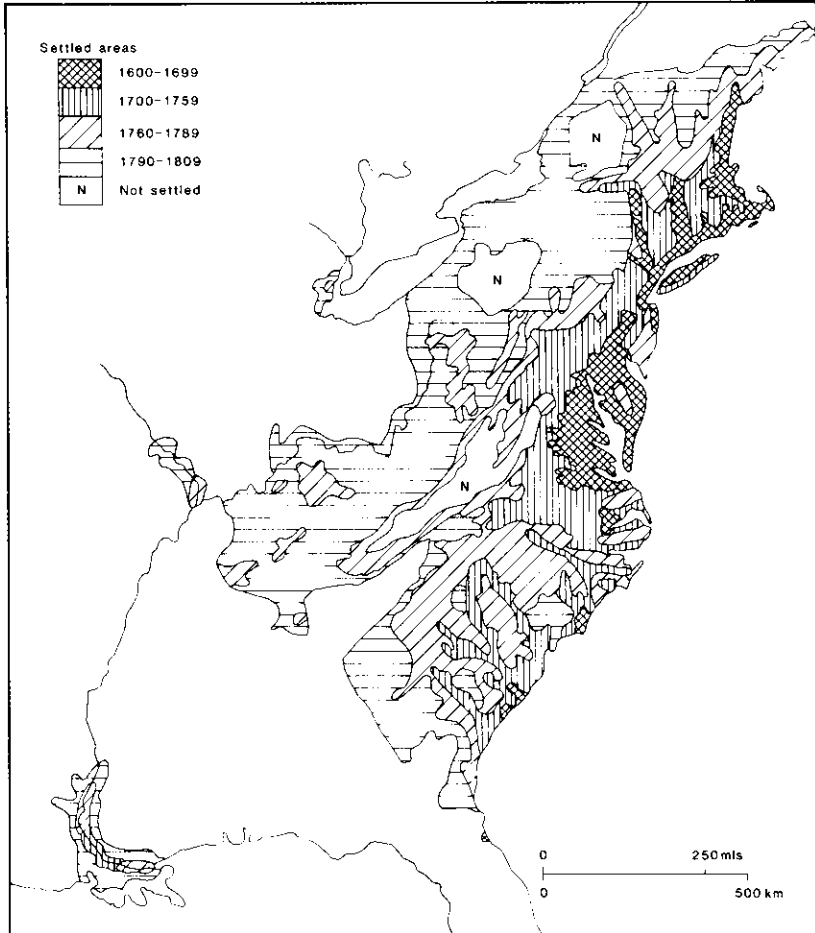 Settled areas
1600-1699
1700-1759
1760-1789
1790-1809
N Not settled
N
N
N
0 250 mls
0 500 km